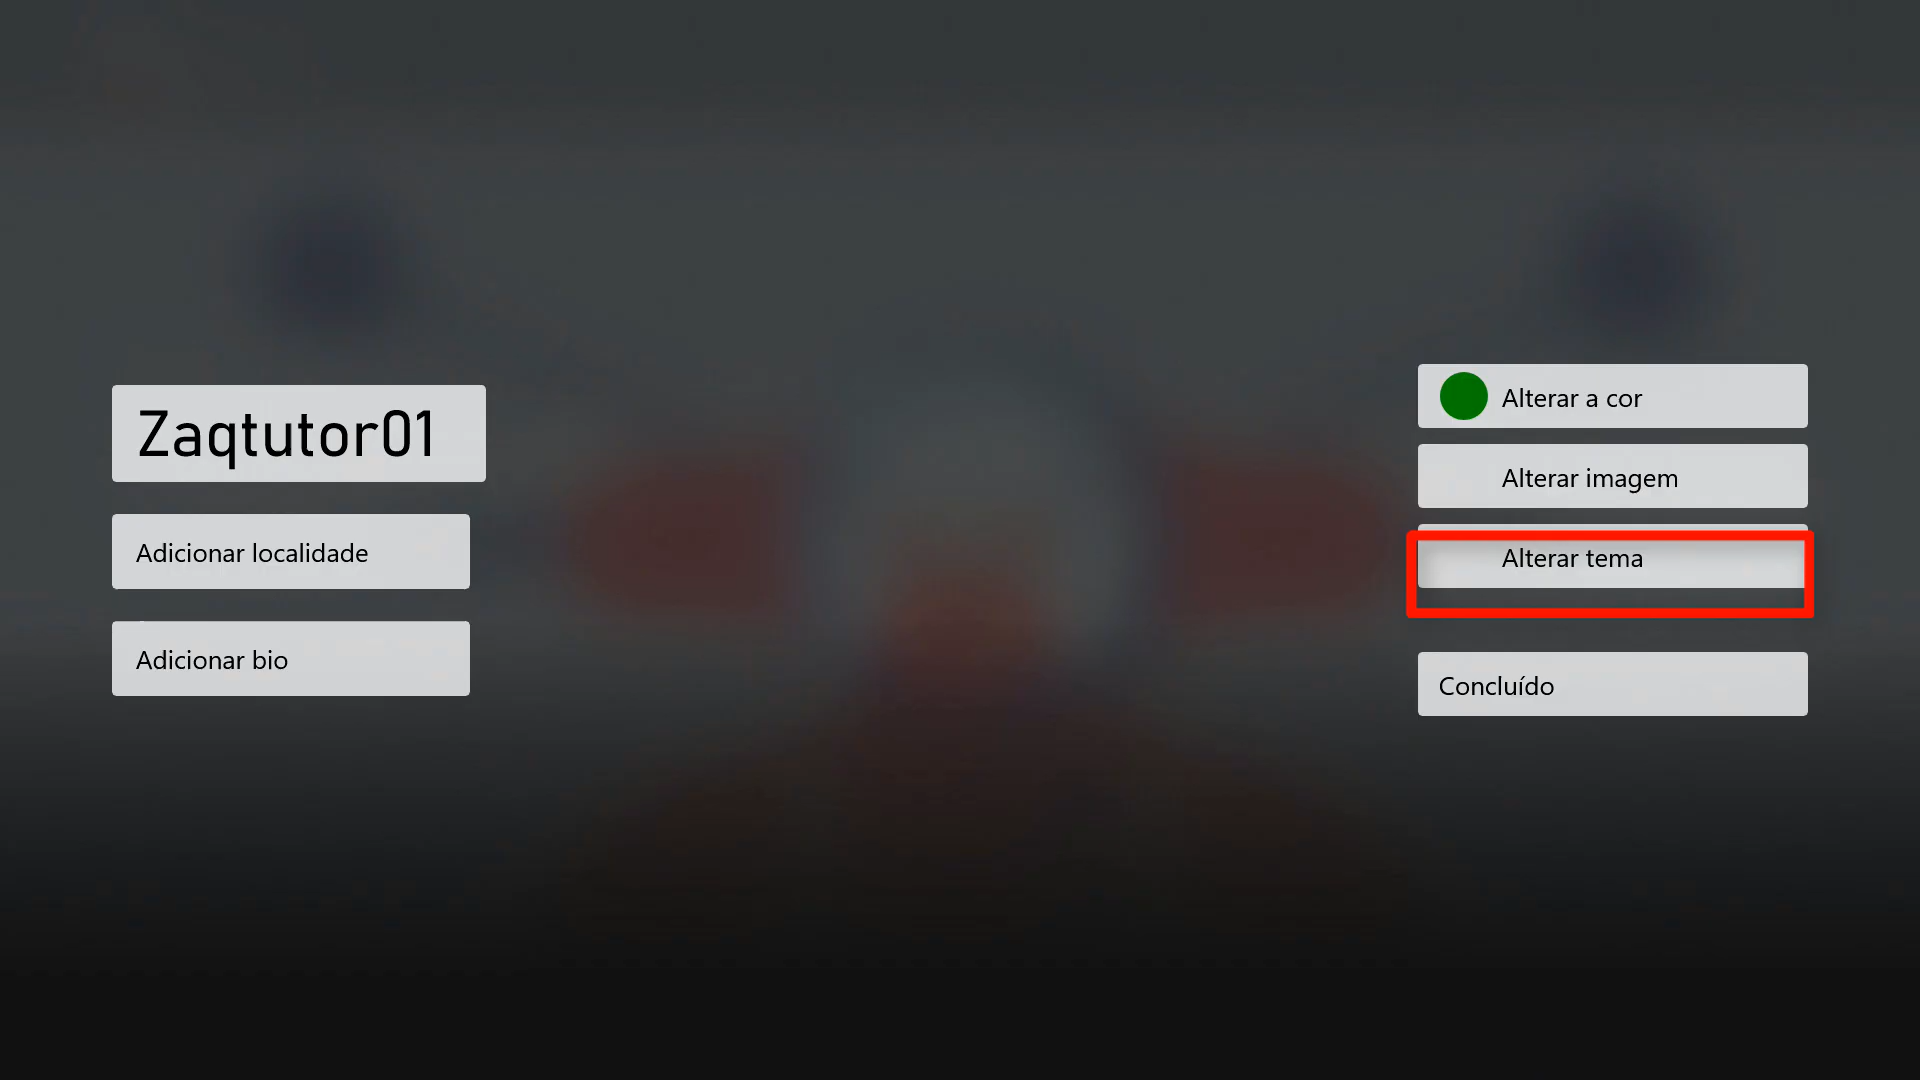 Zaqtutor01
Adicionar localidade
Adicionar bio
Alterar a cor
Alterar imagem
Alterar tema
Concluído